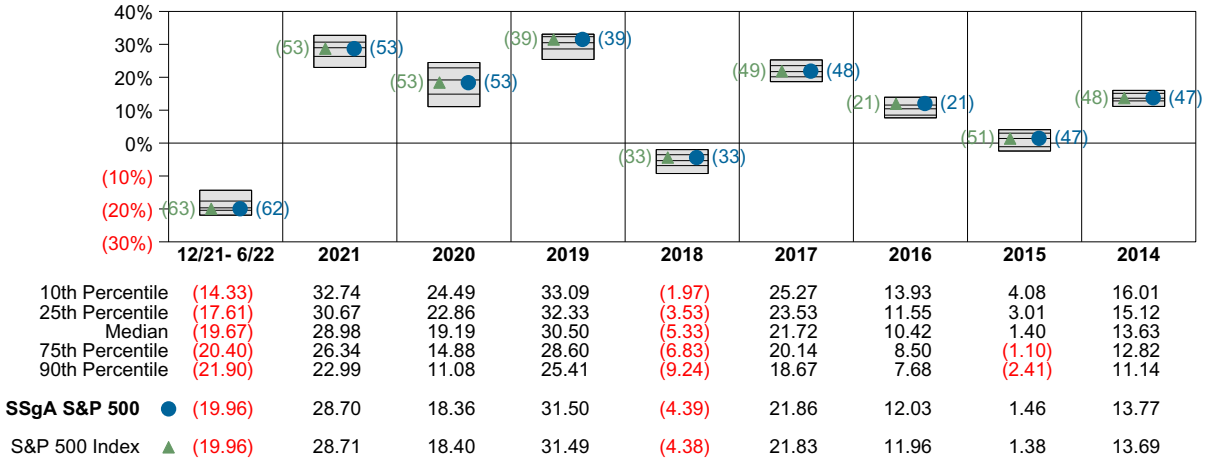 40%
30%
20%
10%
0%
(10%)
(20%)
(30%)
(63) (62)
(53) (53)
(53) (53)
(39) (39)
(33) (33)
(49) (48)
(21) (21)
(51) (47)
(48) (47)
12/21- 6/22 2021 2020 2019 2018 2017 2016 2015 2014
10th Percentile (14.33) 32.74 24.49 33.09 (1.97) 25.27 13.93 4.08 16.01
25th Percentile (17.61) 30.67 22.86 32.33 (3.53) 23.53 11.55 3.01 15.12
Median (19.67) 28.98 19.19 30.50 (5.33) 21.72 10.42 1.40 13.63
75th Percentile (20.40) 26.34 14.88 28.60 (6.83) 20.14 8.50 (1.10) 12.82
90th Percentile (21.90) 22.99 11.08 25.41 (9.24) 18.67 7.68 (2.41) 11.14
SSgA S&P 500 (19.96) 28.70 18.36 31.50 (4.39) 21.86 12.03 1.46 13.77
S&P 500 Index (19.96) 28.71 18.40 31.49 (4.38) 21.83 11.96 1.38 13.69